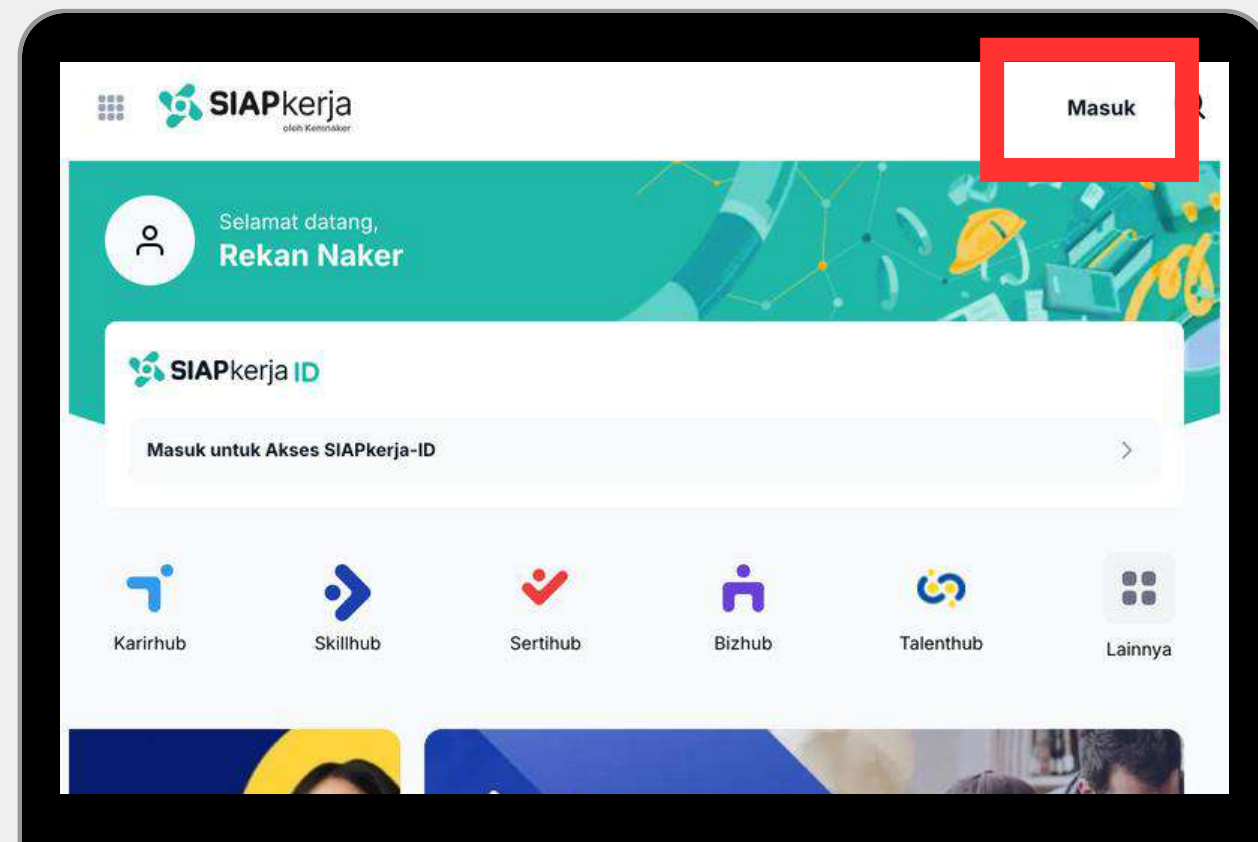 SIAPkerja
oleh Kemnaker
Masuk
Selamat datang,
Rekan Naker
SIAPkerja ID
Masuk untuk Akses SIAPkerja-ID
Karirhub
Skillhub
Sertihub
Bizhub
Talenthub
Lainnya